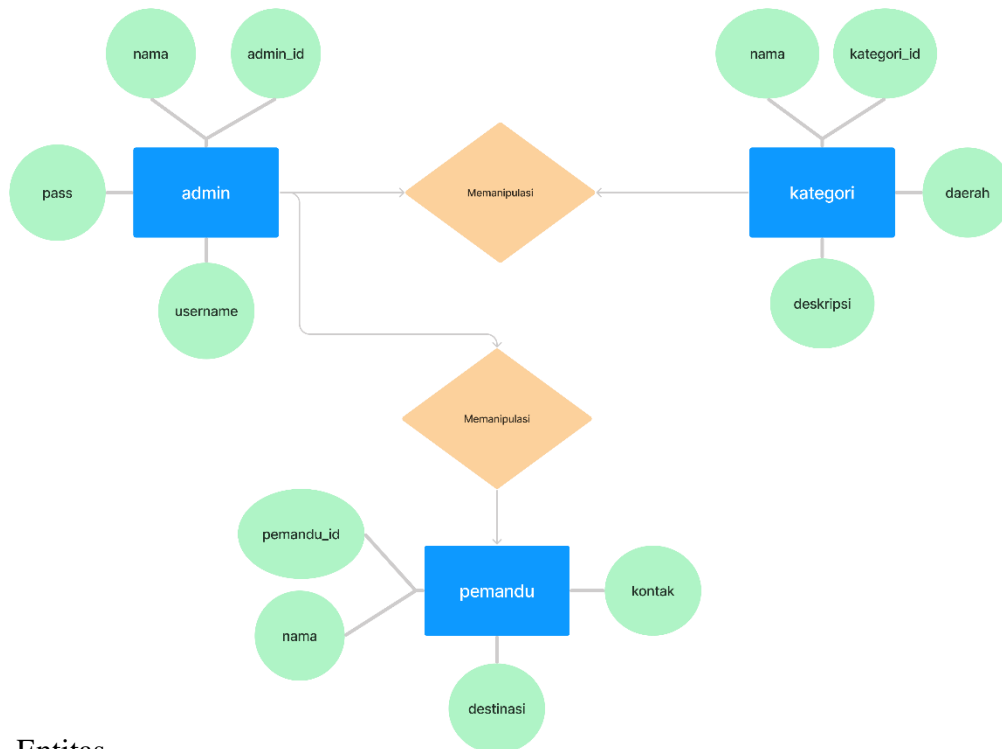 nama
admin_id
nama
kategori_id
pass
admin
Memanipulasi
kategori
daerah
username
deskripsi
Memanipulasi
pemandu_id
pemandu
kontak
nama
destinasi
Entitas